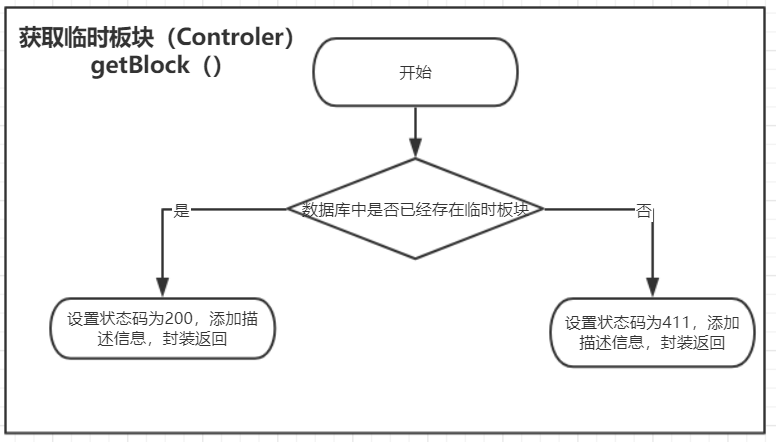 获取临时板块（Controler）
getBlock（）
开始
数据库中是否已经存在临时板块
是
否
设置状态码为200，添加描
述信息，封装返回
设置状态码为411，添加
描述信息，封装返回